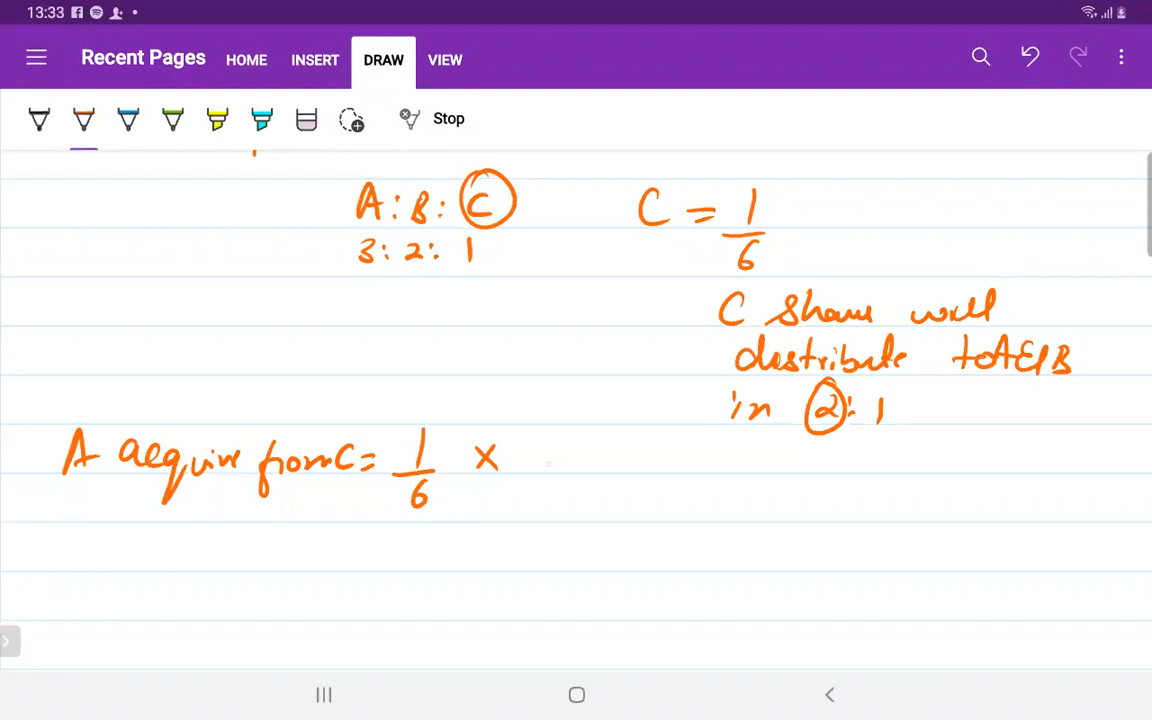 13:33
Recent Pages HOME INSERT DRAW VIEW
Stop
A : B : C
3 : 2 : 1
C = 1/6
C Share will
distribute to A & B
in 2 : 1
A acquire from C = 1/6 ×